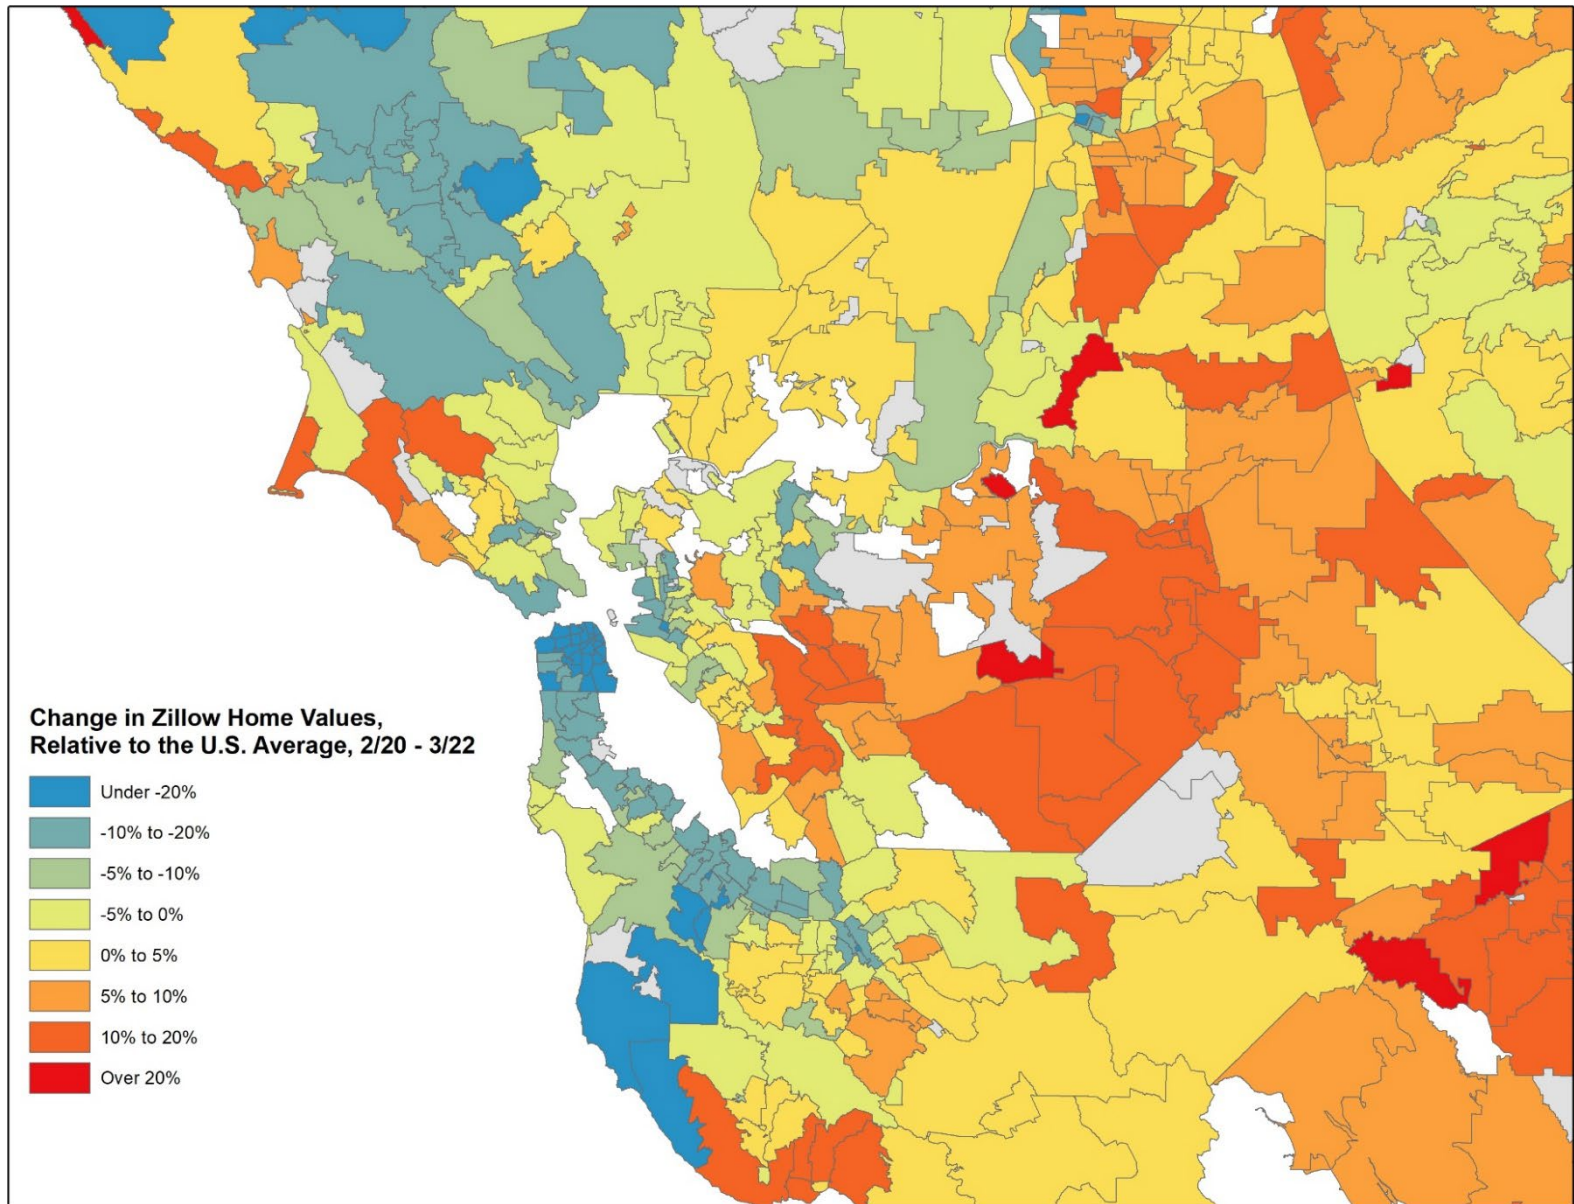 Change in Zillow Home Values,
Relative to the U.S. Average, 2/20 - 3/22
Under -20%
-10% to -20%
-5% to -10%
-5% to 0%
0% to 5%
5% to 10%
10% to 20%
Over 20%